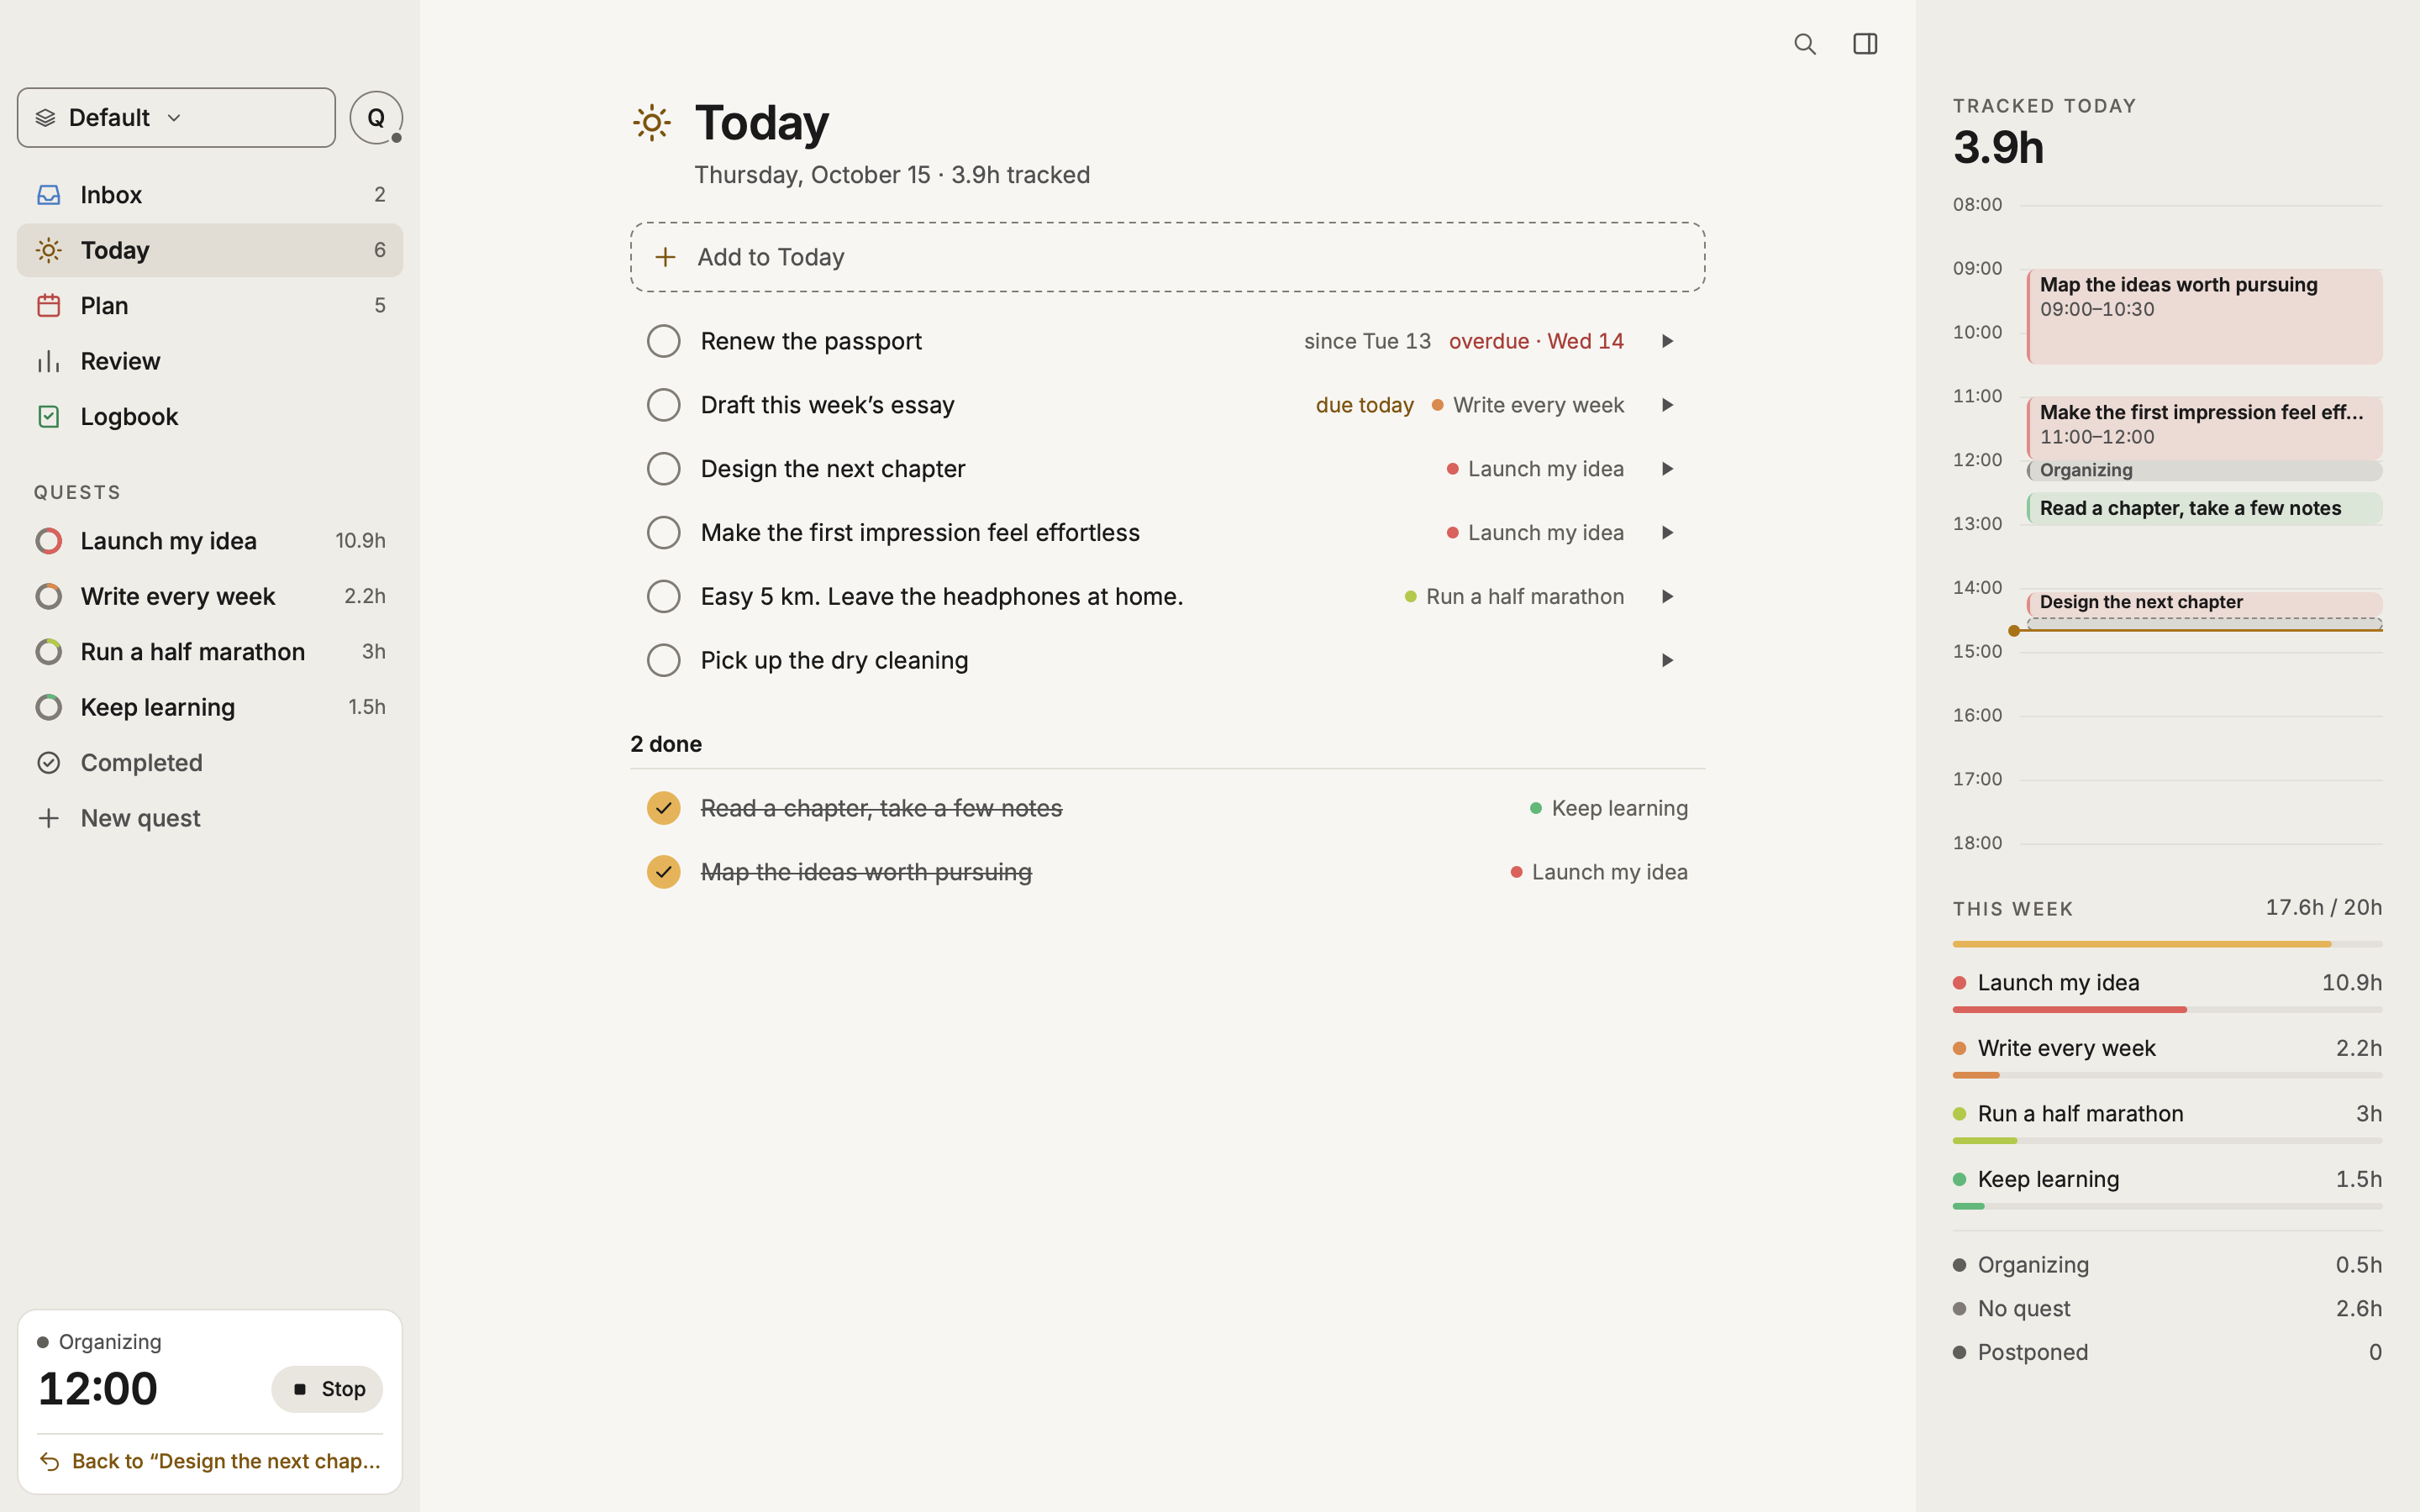 Default
Q
Inbox 2
Today 6
Plan 5
Review
Logbook
QUESTS
Launch my idea 10.9h
Write every week 2.2h
Run a half marathon 3h
Keep learning 1.5h
Completed
New quest
Organizing
12:00 Stop
Back to “Design the next chap...
Today
Thursday, October 15 · 3.9h tracked
Add to Today
Renew the passport since Tue 13 overdue · Wed 14
Draft this week’s essay due today Write every week
Design the next chapter Launch my idea
Make the first impression feel effortless Launch my idea
Easy 5 km. Leave the headphones at home. Run a half marathon
Pick up the dry cleaning
2 done
Read a chapter, take a few notes Keep learning
Map the ideas worth pursuing Launch my idea
TRACKED TODAY
3.9h
08:00
09:00
Map the ideas worth pursuing
09:00–10:30
10:00
11:00
Make the first impression feel eff...
11:00–12:00
12:00
Organizing
Read a chapter, take a few notes
13:00
14:00
Design the next chapter
15:00
16:00
17:00
18:00
THIS WEEK 17.6h / 20h
Launch my idea 10.9h
Write every week 2.2h
Run a half marathon 3h
Keep learning 1.5h
Organizing 0.5h
No quest 2.6h
Postponed 0